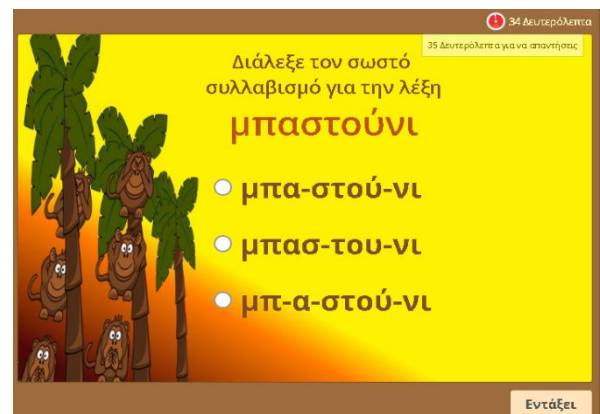 34 Δευτερόλεπτα
35 Δευτερόλεπτα για να απαντήσεις
Διάλεξε τον σωστό
συλλαβισμό για την λέξη
μπαστούνι
μπα-στού-νι
μπασ-του-νι
μπ-α-στού-νι
Εντάξει